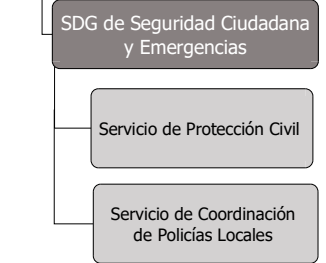 SDG de Seguridad Ciudadana
y Emergencias
Servicio de Protección Civil
Servicio de Coordinación
de Policías Locales